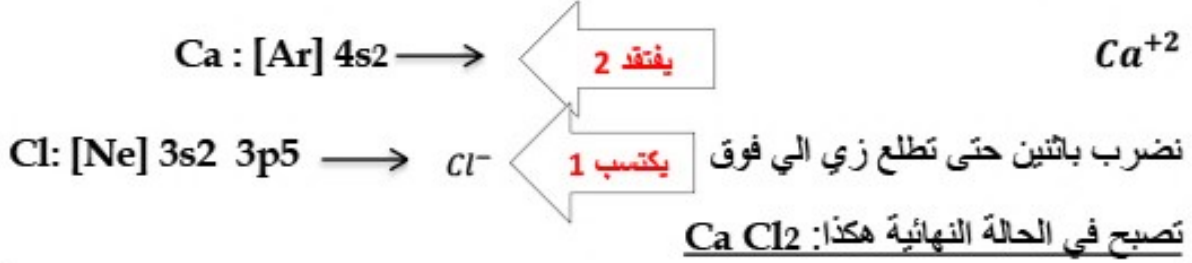 Ca : [Ar] 4s2 ⟶ يفتقد 2 Ca⁺²
Cl: [Ne] 3s2 3p5 ⟶ Cl⁻ يكتسب 1 نضرب باثنين حتى تطلع زي الي فوق
تصبح في الحالة النهائية هكذا: Ca Cl2